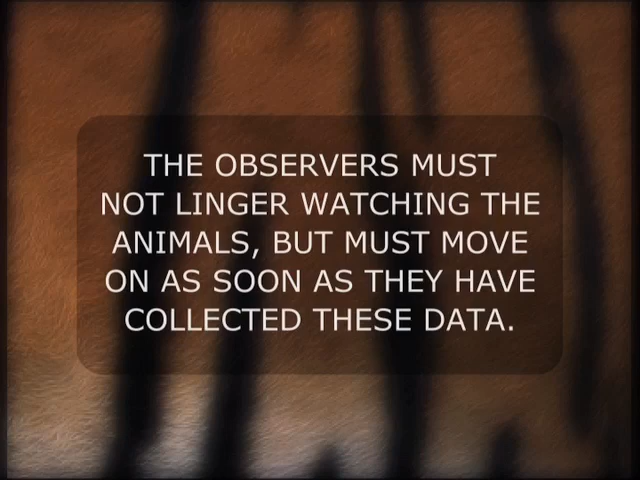 THE OBSERVERS MUST
NOT LINGER WATCHING THE
ANIMALS, BUT MUST MOVE
ON AS SOON AS THEY HAVE
COLLECTED THESE DATA.